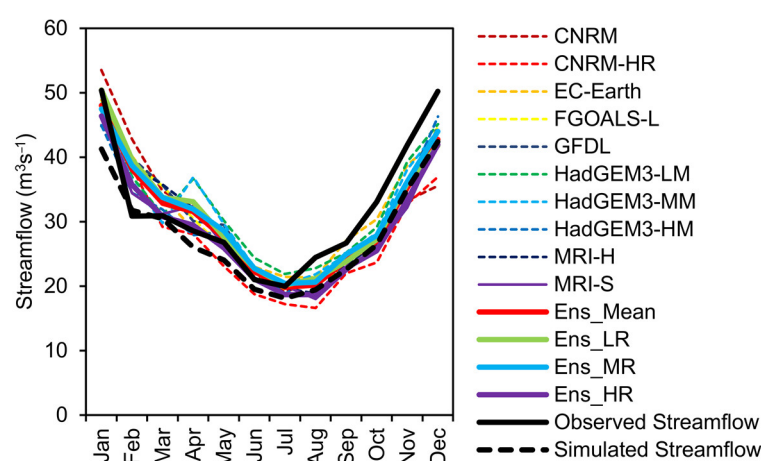 60
50
40
30
20
10
0
Streamflow (m³s⁻¹)
Jan
Feb
Mar
Apr
May
Jun
Jul
Aug
Sep
Oct
Nov
Dec
CNRM
CNRM-HR
EC-Earth
FGOALS-L
GFDL
HadGEM3-LM
HadGEM3-MM
HadGEM3-HM
MRI-H
MRI-S
Ens_Mean
Ens_LR
Ens_MR
Ens_HR
Observed Streamflow
Simulated Streamflow